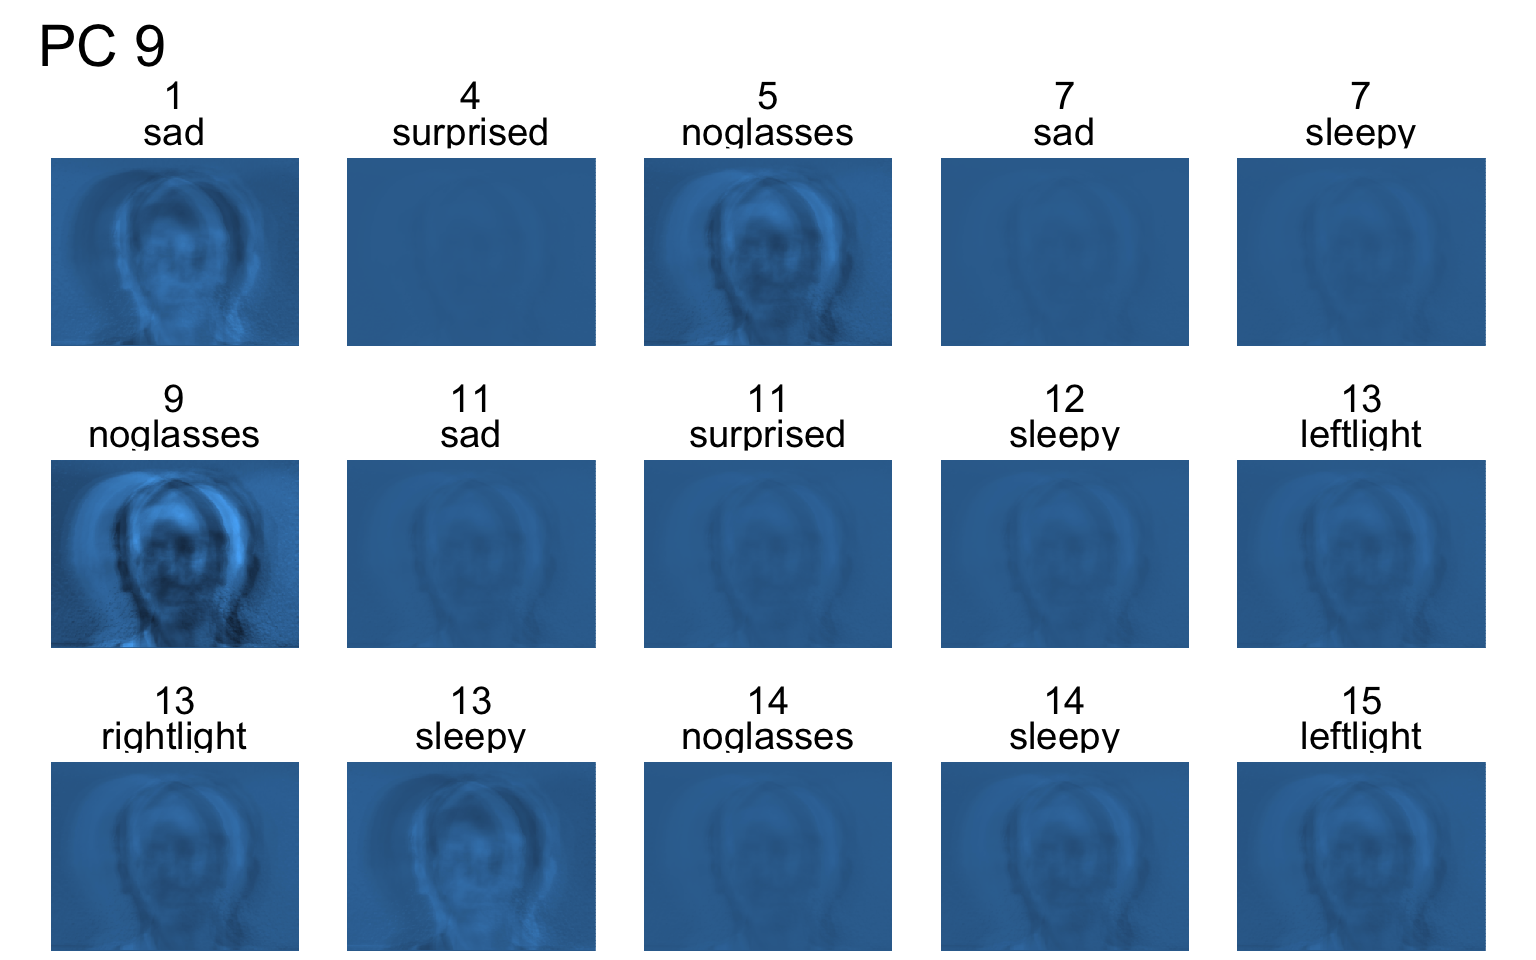 PC 9
1 4 5 7 7
sad surprised noglasses sad sleepy
9 11 11 12 13
noglasses sad surprised sleepy leftlight
13 13 14 14 15
rightlight sleepy noglasses sleepy leftlight